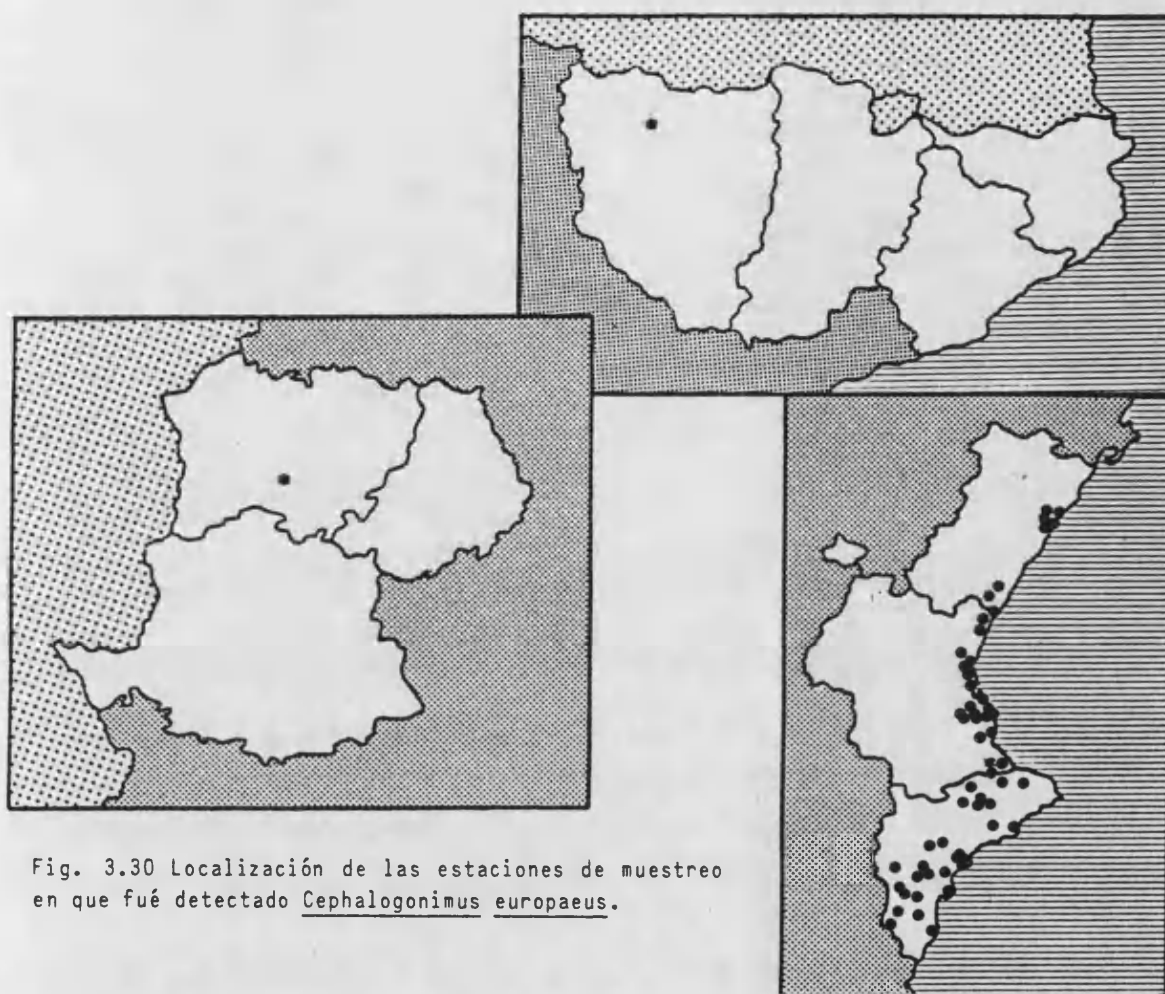 Fig. 3.30 Localización de las estaciones de muestreo
en que fué detectado Cephalogonimus europaeus.